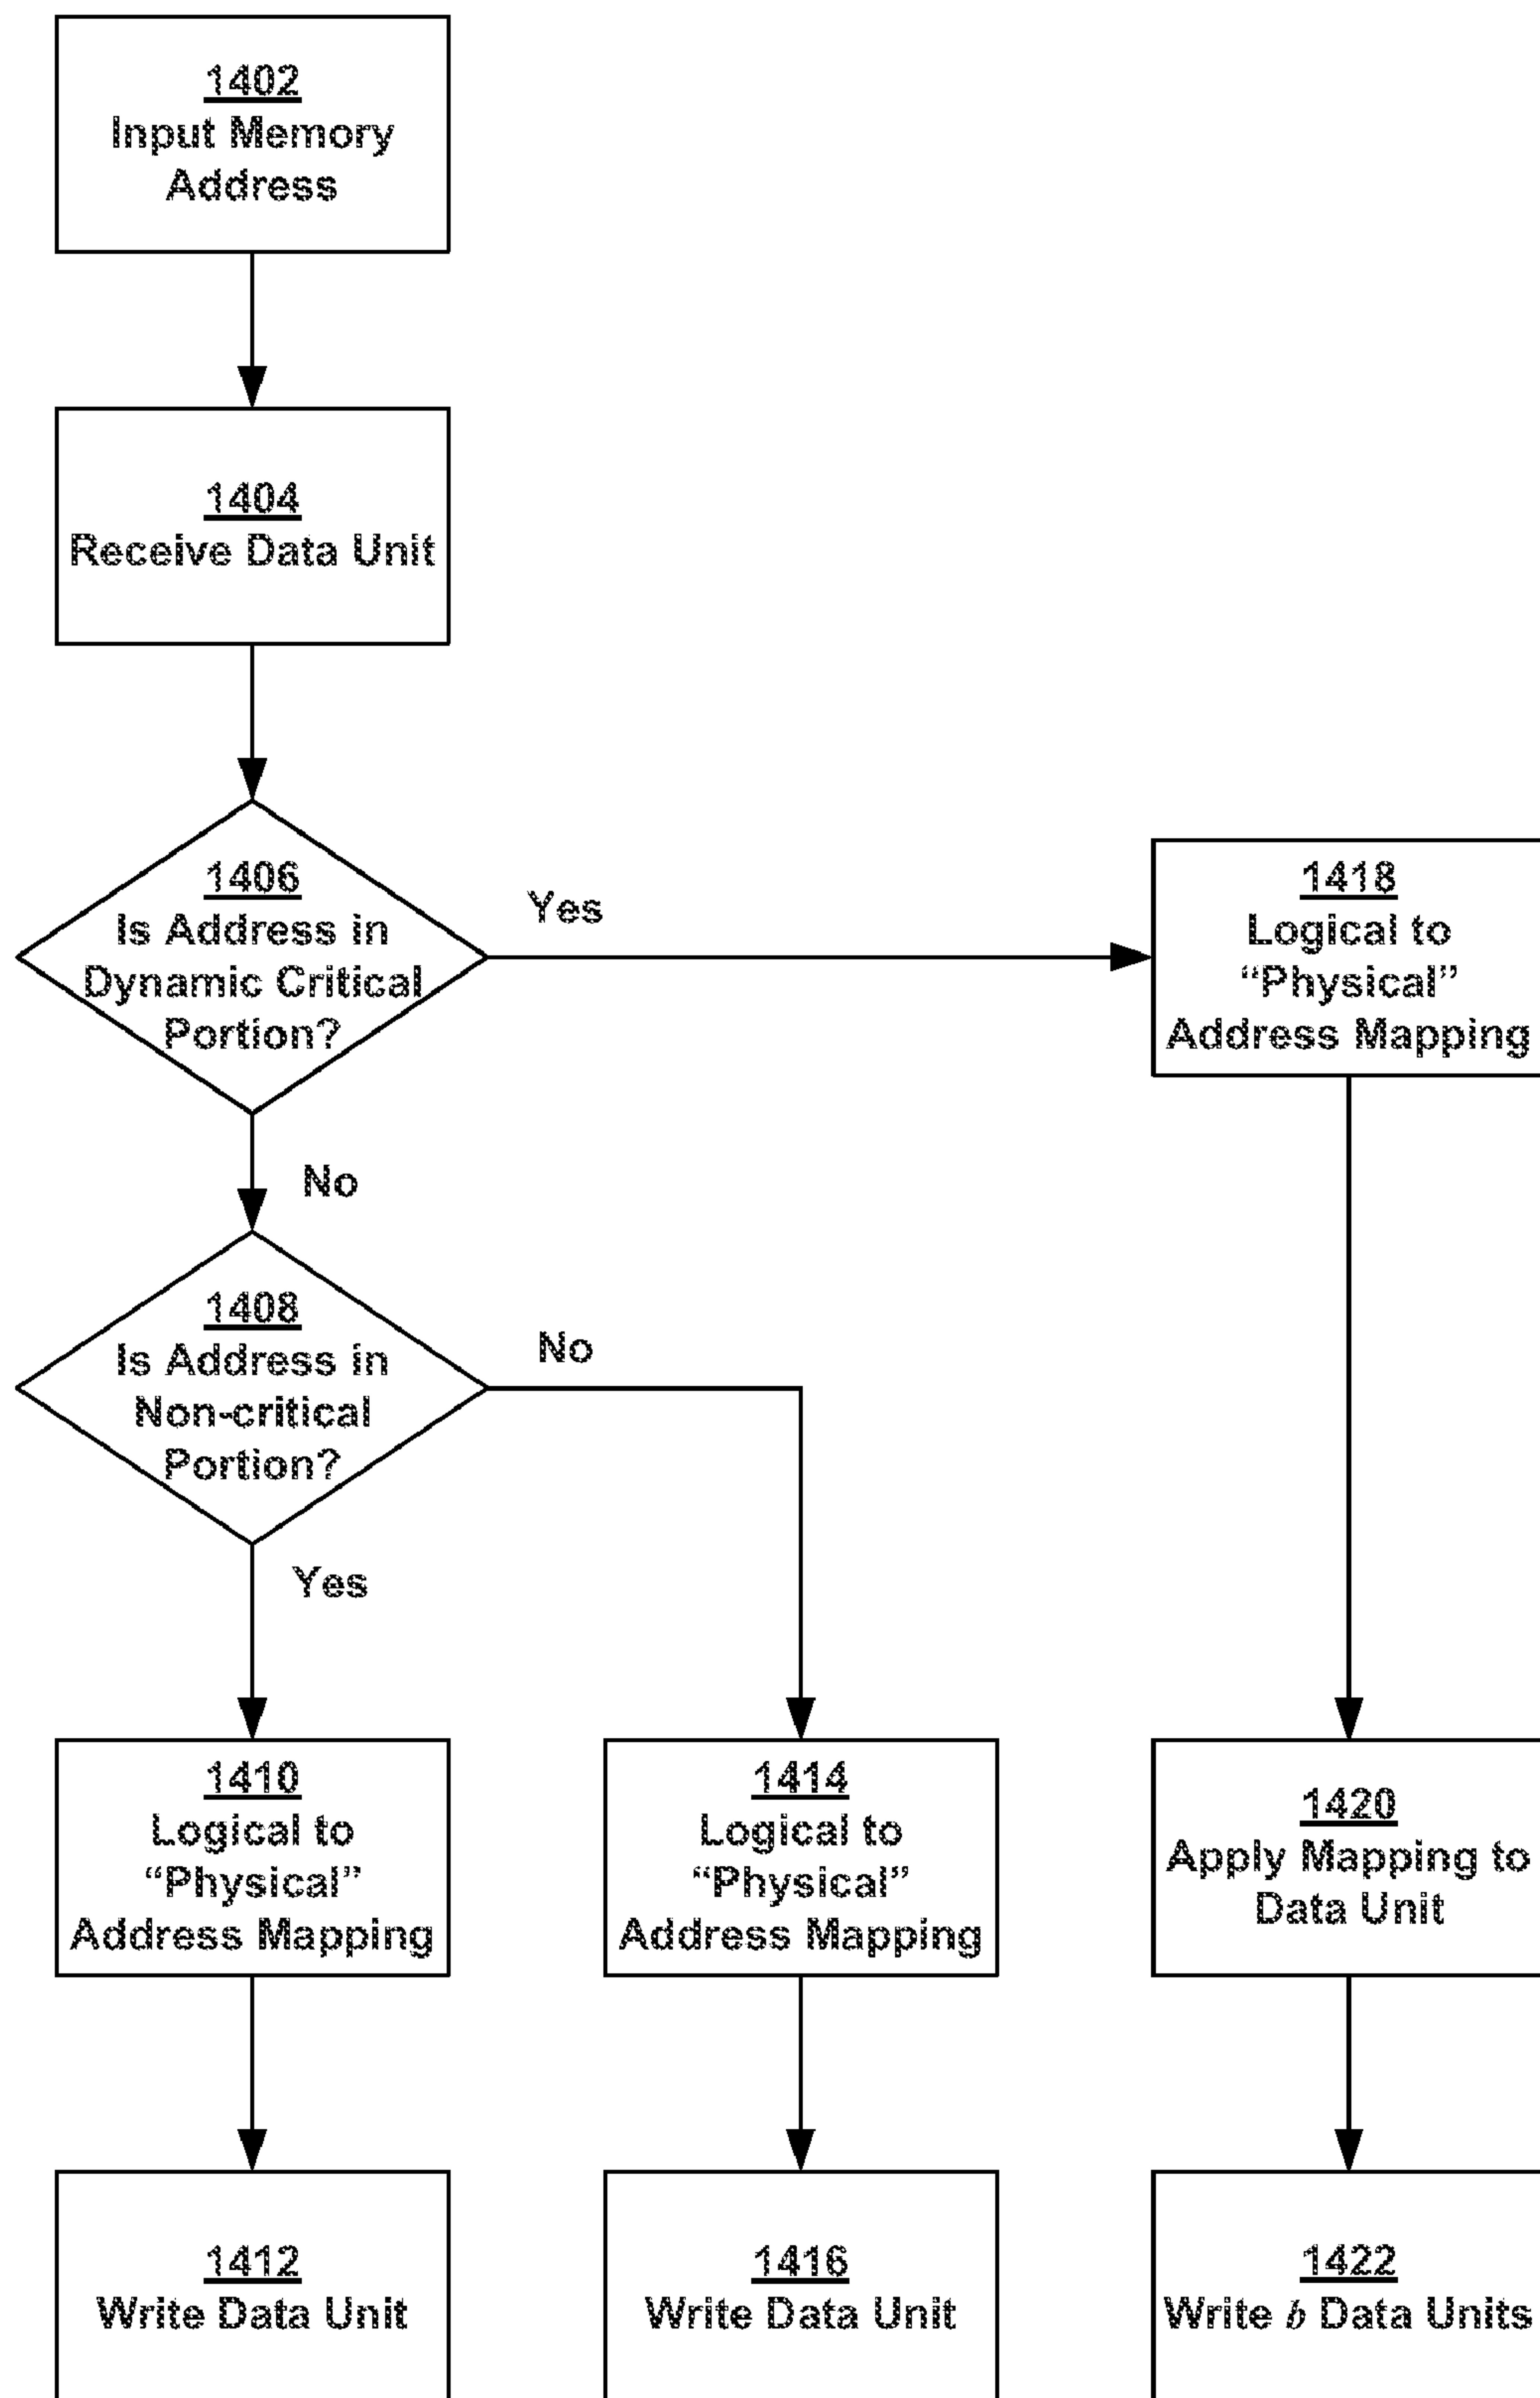 1402
Input Memory
Address
1404
Receive Data Unit
1406
Is Address in
Dynamic Critical
Portion?
Yes
1418
Logical to
“Physical”
Address Mapping
No
1408
Is Address in
Non-critical
Portion?
No
Yes
1410
Logical to
“Physical”
Address Mapping
1414
Logical to
“Physical”
Address Mapping
1420
Apply Mapping to
Data Unit
1412
Write Data Unit
1416
Write Data Unit
1422
Write b Data Units